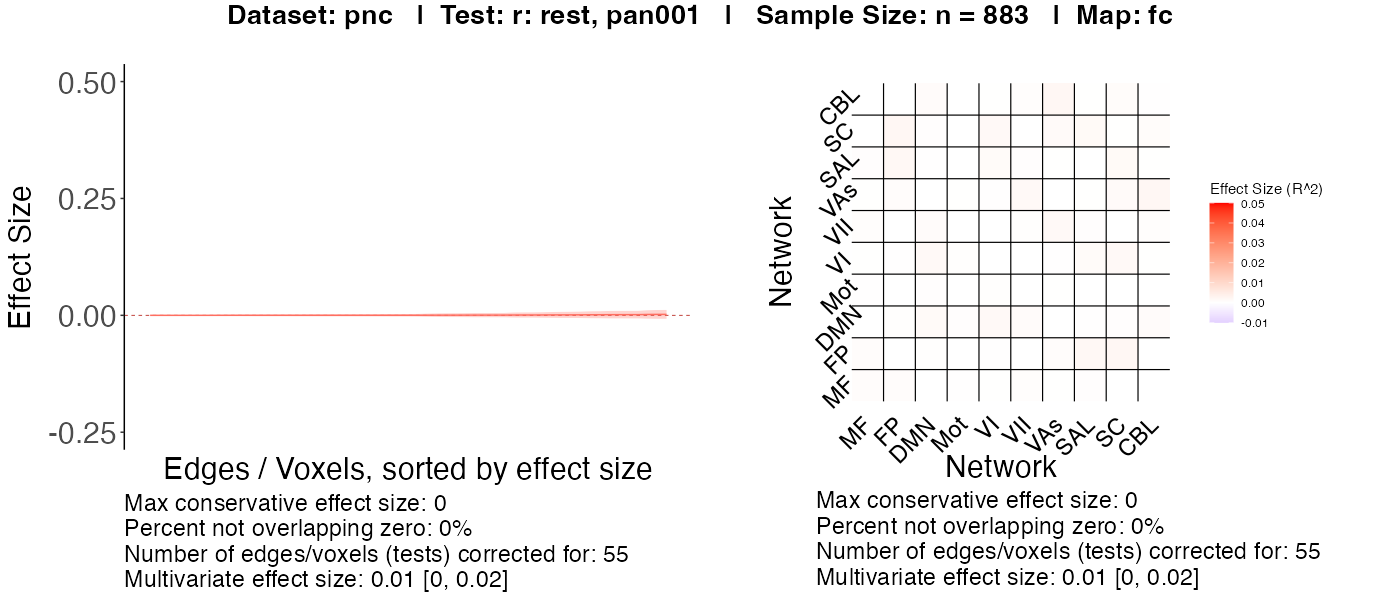 Dataset: pnc | Test: r: rest, pan001 | Sample Size: n = 883 | Map: fc
0.50
0.25
0.00
-0.25
Effect Size
Edges / Voxels, sorted by effect size
Max conservative effect size: 0
Percent not overlapping zero: 0%
Number of edges/voxels (tests) corrected for: 55
Multivariate effect size: 0.01 [0, 0.02]
Network
CBL
SC
SAL
VAs
VII
VI
Mot
DMN
FP
MF
MF FP DMN Mot VI VII VAs SAL SC CBL
Network
Effect Size (R^2)
0.05
0.04
0.03
0.02
0.01
0.00
-0.01
Max conservative effect size: 0
Percent not overlapping zero: 0%
Number of edges/voxels (tests) corrected for: 55
Multivariate effect size: 0.01 [0, 0.02]